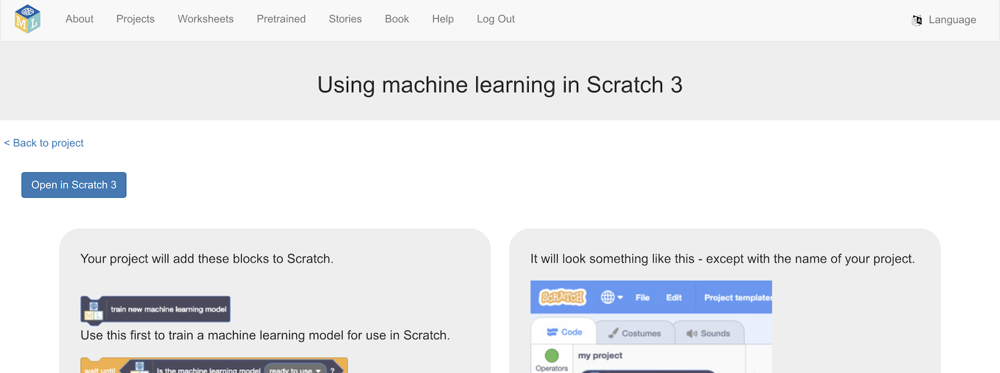 About Projects Worksheets Pretrained Stories Book Help Log Out Language
Using machine learning in Scratch 3
< Back to project
Open in Scratch 3
Your project will add these blocks to Scratch.
ML
train new machine learning model
Use this first to train a machine learning model for use in Scratch.
wait until Is the machine learning model ready to use ?
It will look something like this - except with the name of your project.
SCRATCH File Edit Project templates
Code Costumes Sounds
my project
Operators